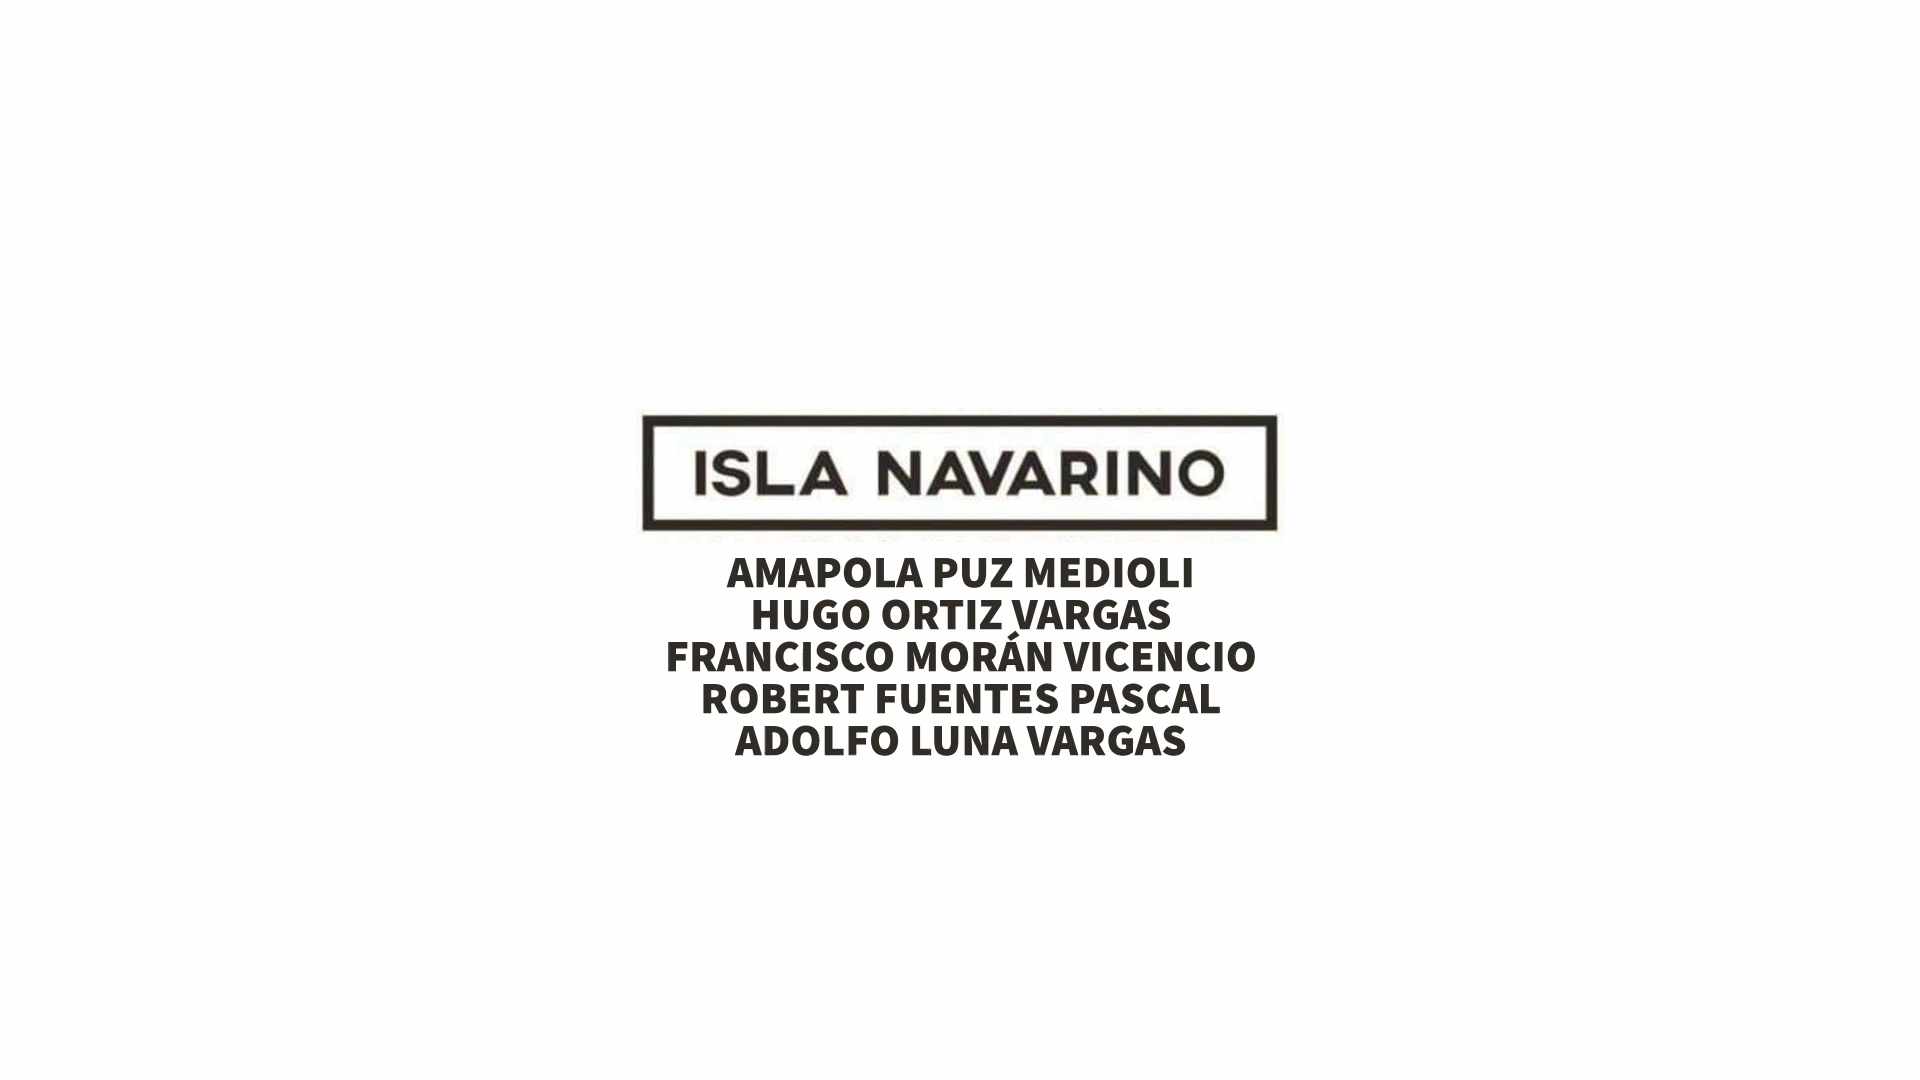 ISLA NAVARINO
AMAPOLA PUZ MEDIOLI
HUGO ORTIZ VARGAS
FRANCISCO MORÁN VICENCIO
ROBERT FUENTES PASCAL
ADOLFO LUNA VARGAS